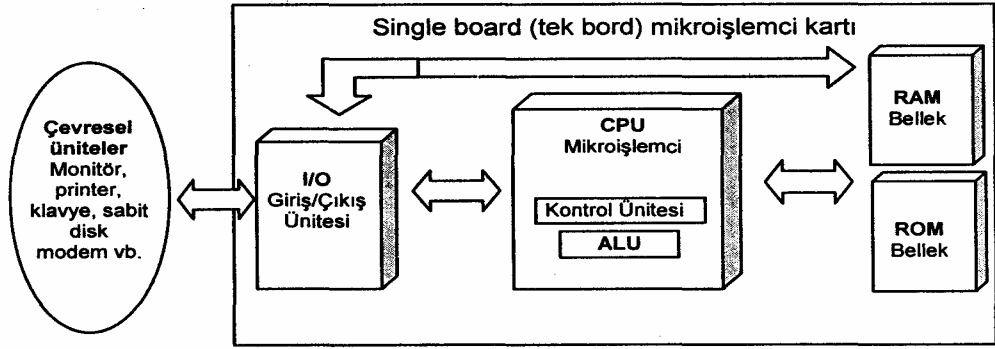 Single board (tek bord) mikroişlemci kartı
Çevresel
üniteler
Monitör,
printer,
klavye, sabit
disk
modem vb.
I/O
Giriş/Çıkış
Ünitesi
CPU
Mikroişlemci
Kontrol Ünitesi
ALU
RAM
Bellek
ROM
Bellek